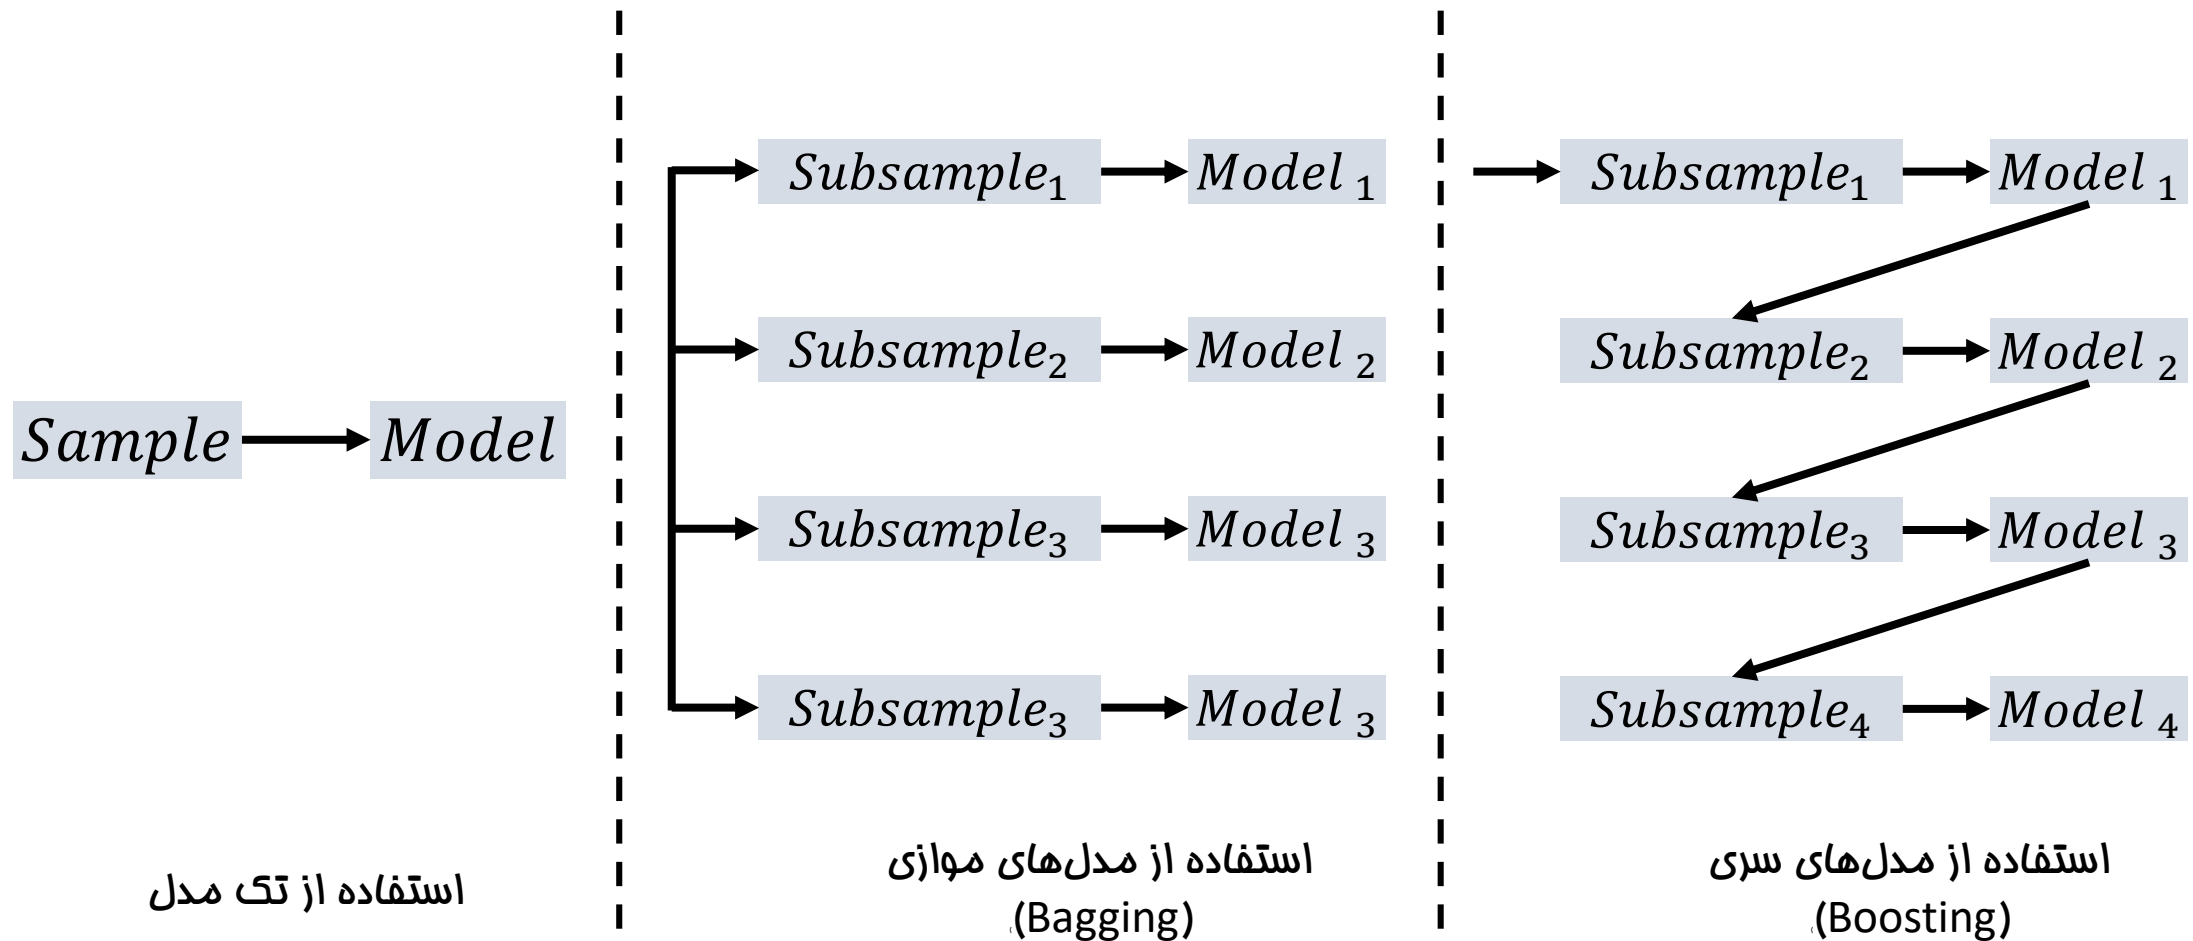 Sample Model
استفاده از تک مدل
Subsample₁ Model ₁
Subsample₂ Model ₂
Subsample₃ Model ₃
Subsample₃ Model ₃
استفاده از مدل‌های موازی
(Bagging)
Subsample₁ Model ₁
Subsample₂ Model ₂
Subsample₃ Model ₃
Subsample₄ Model ₄
استفاده از مدل‌های سری
(Boosting)